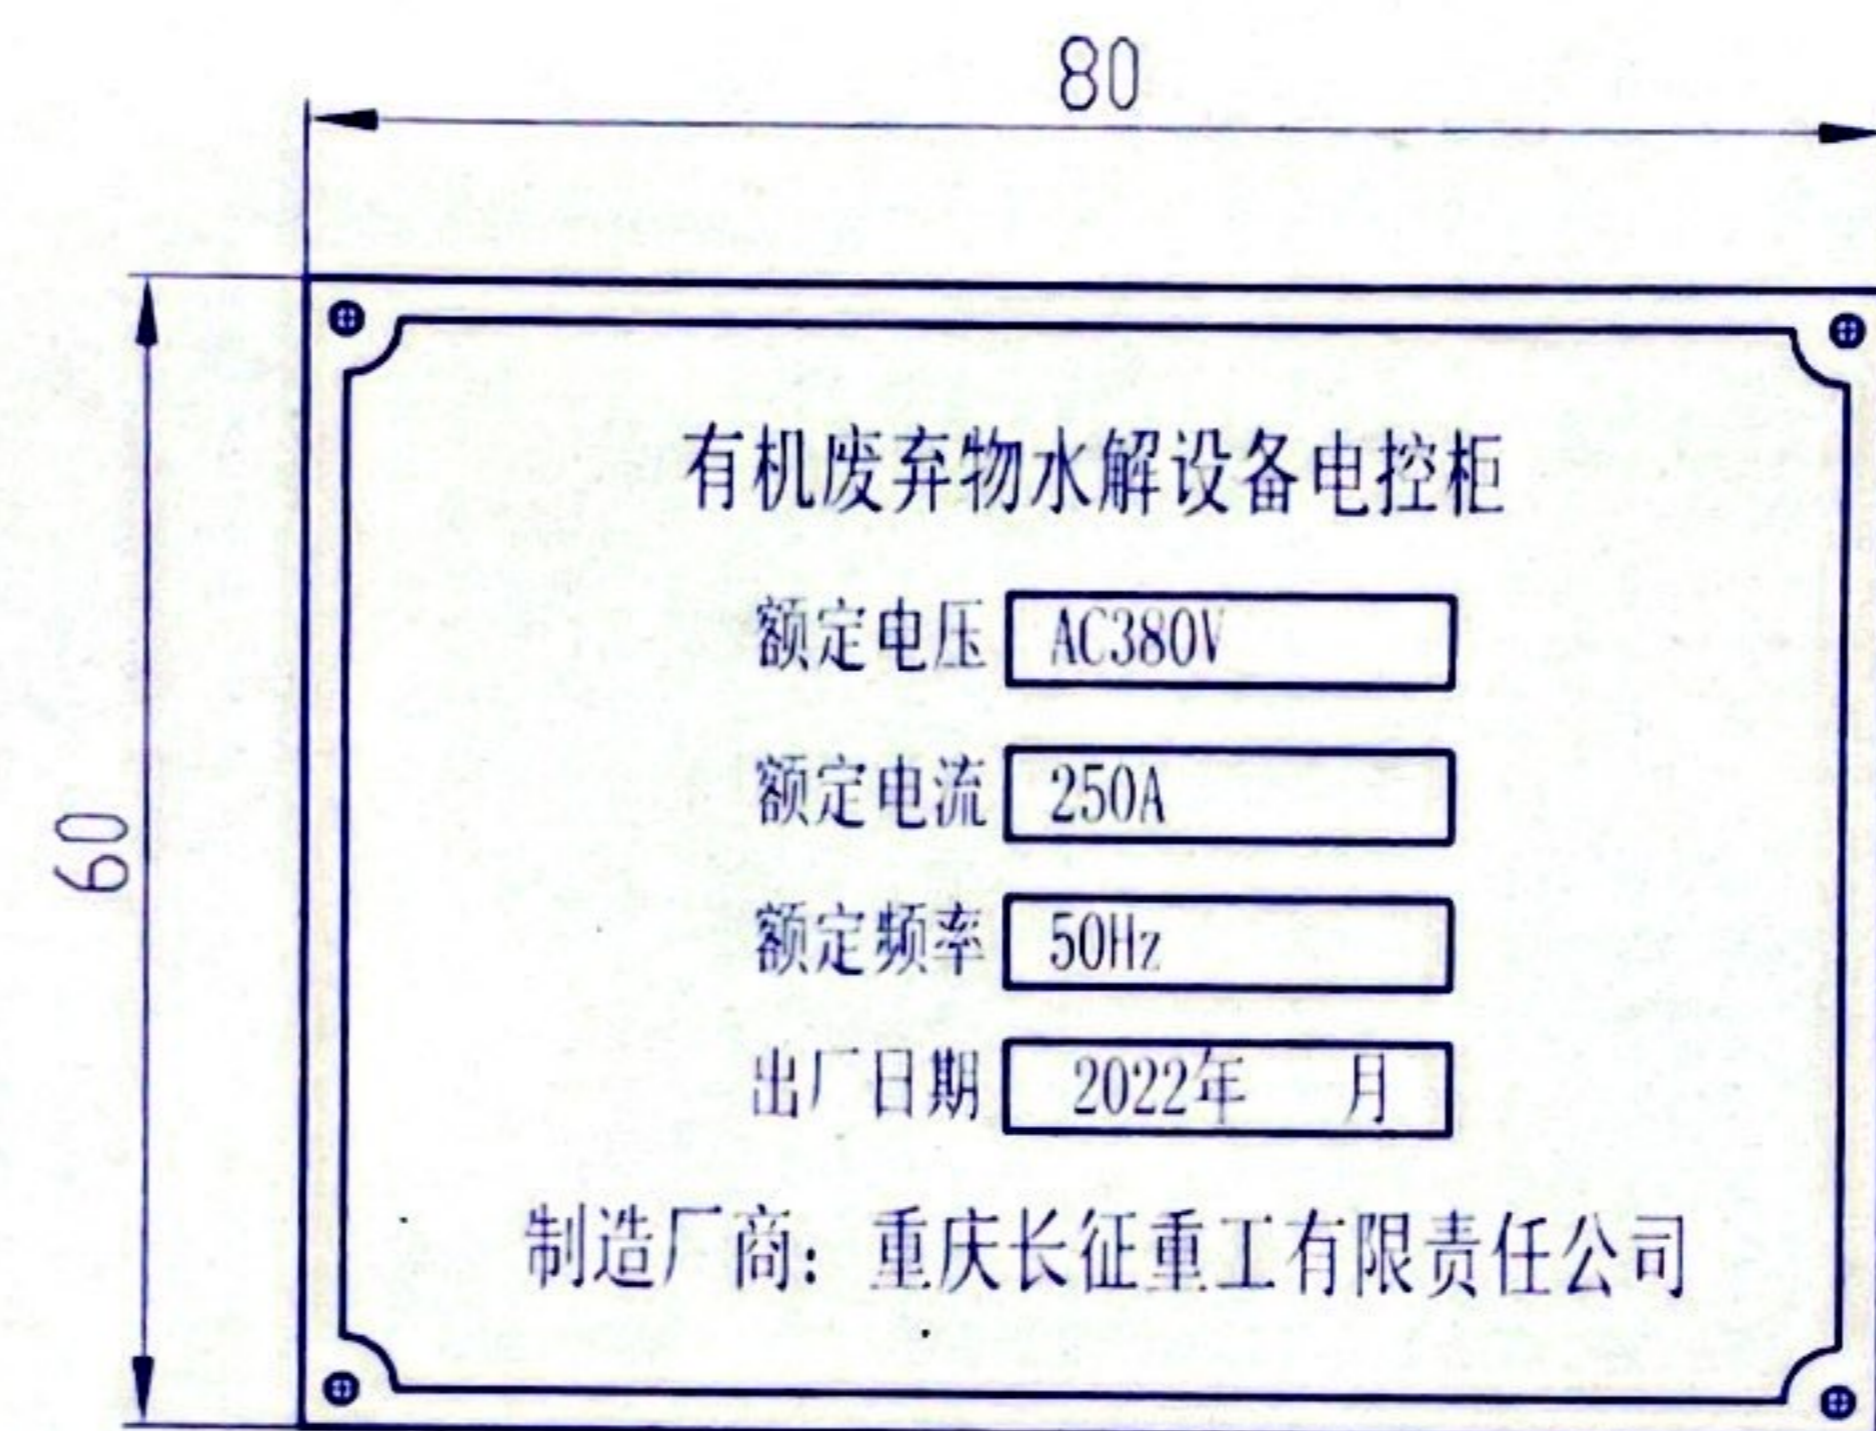 80
60
有机废弃物水解设备电控柜
额定电压 AC380V
额定电流 250A
额定频率 50Hz
出厂日期 2022年 月
制造厂商：重庆长征重工有限责任公司